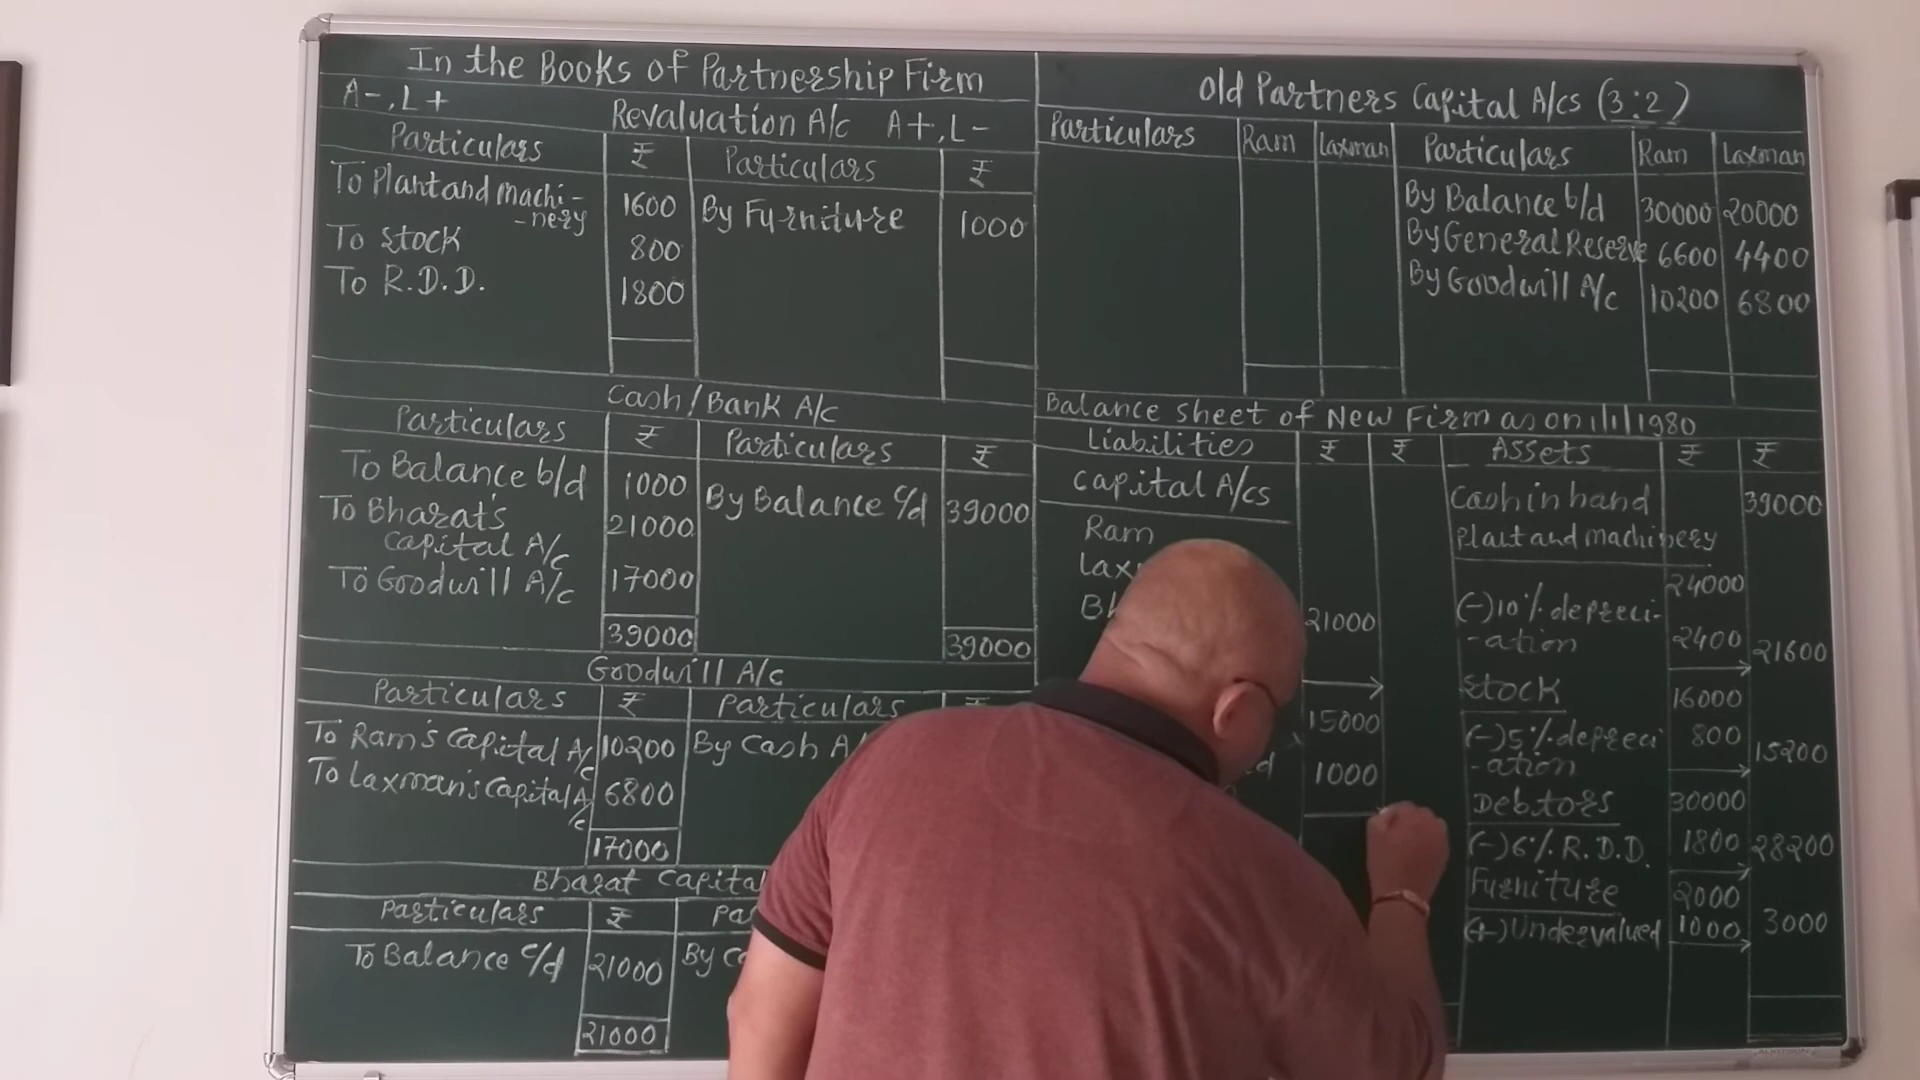 In the Books of Partnership Firm
A-, L+
Revaluation A/c A+, L-
Particulars ₹ Particulars ₹
To Plant and machi-
-nery 1600 By Furniture 1000
To Stock 800
To R.D.D. 1800
Cash/Bank A/c
Particulars ₹ Particulars ₹
To Balance b/d 1000 By Balance c/d 39000
To Bharat's 21000
Capital A/c
To Goodwill A/c 17000
39000 39000
Goodwill A/c
Particulars ₹ Particulars ₹
To Ram's Capital A/c 10200 By Cash
To Laxman's Capital A/c 6800
17000
Bharat Capital
Particulars ₹
To Balance c/d 21000 By
21000
Old Partners Capital A/cs (3:2)
Particulars Ram Laxman Particulars Ram Laxman
By Balance b/d 30000 20000
By General Reserve 6600 4400
By Goodwill A/c 10200 6800
Balance sheet of New Firm as on 1/1/1980
Liabilities ₹ ₹ Assets ₹ ₹
Capital A/cs Cash in hand 39000
Ram Plant and machinery
24000
21000 (-) 10% depreci-
-ation 2400 21600
Stock 16000
15000 (-) 5% depreci
-ation 800 15200
1000 Debtors 30000
(-) 6% R.D.D. 1800 28200
Furniture 2000
(+) Undervalued 1000 3000